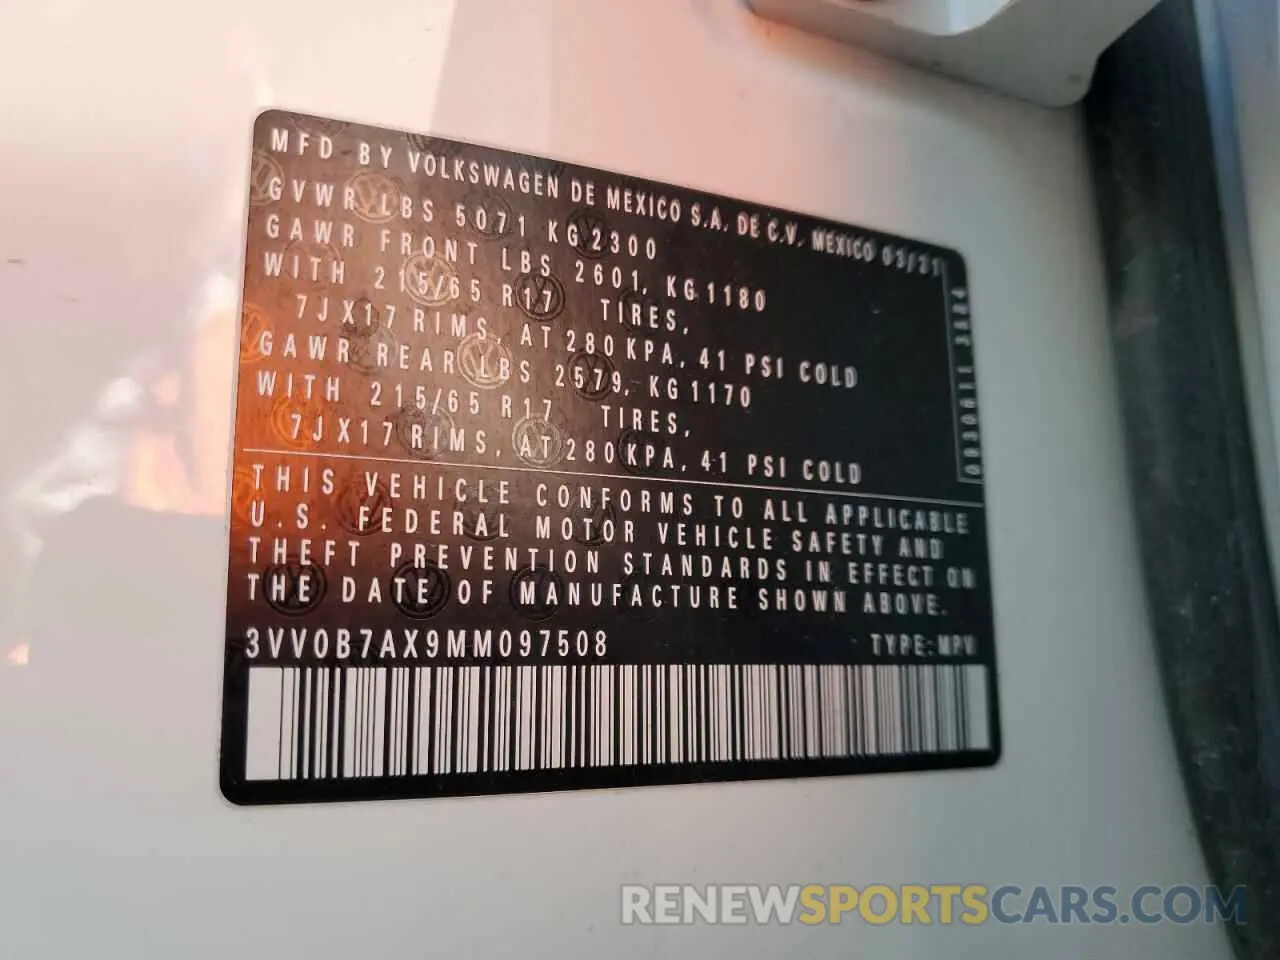 MFD BY VOLKSWAGEN DE MEXICO S.A. DE C.V. MEXICO 03/21
GVWR LBS 5071 KG 2300
GAWR FRONT LBS 2601, KG 1180
WITH 215/65 R17 TIRES,
7JX17 RIMS, AT 280 KPA, 41 PSI COLD
GAWR REAR LBS 2579, KG 1170
WITH 215/65 R17 TIRES,
7JX17 RIMS, AT 280 KPA, 41 PSI COLD
THIS VEHICLE CONFORMS TO ALL APPLICABLE
U.S. FEDERAL MOTOR VEHICLE SAFETY AND
THEFT PREVENTION STANDARDS IN EFFECT ON
THE DATE OF MANUFACTURE SHOWN ABOVE.
3VV0B7AX9MM097508 TYPE:MPV
RENEWSPORTSCARS.COM